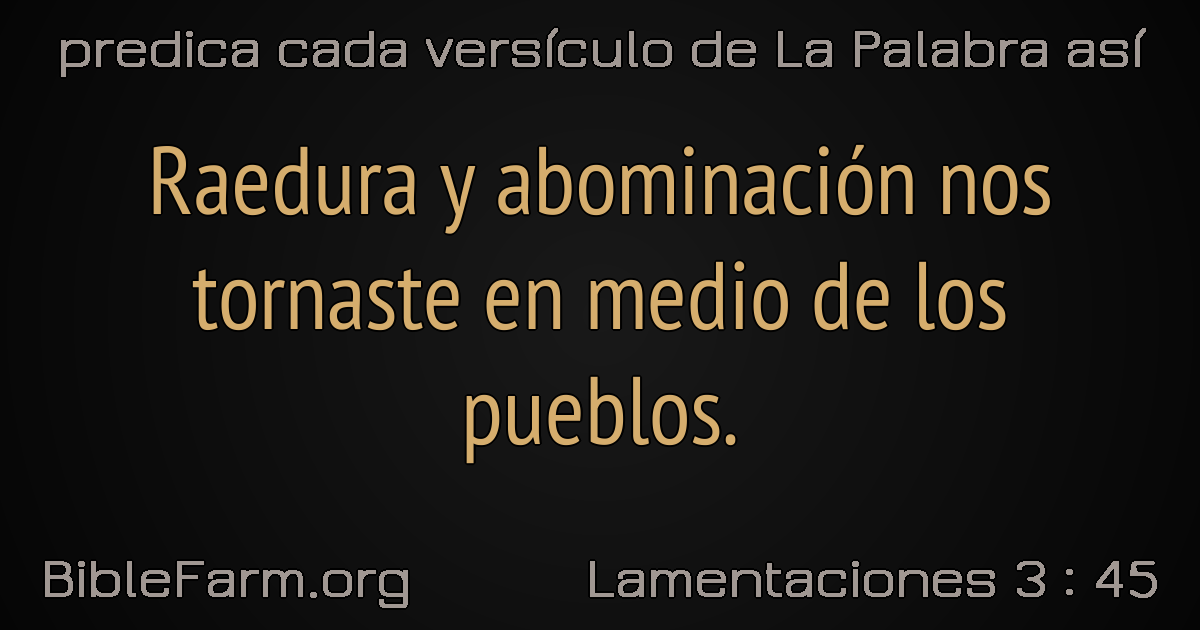 predica cada versículo de La Palabra así
Raedura y abominación nos
tornaste en medio de los
pueblos.
BibleFarm.org
Lamentaciones 3 : 45